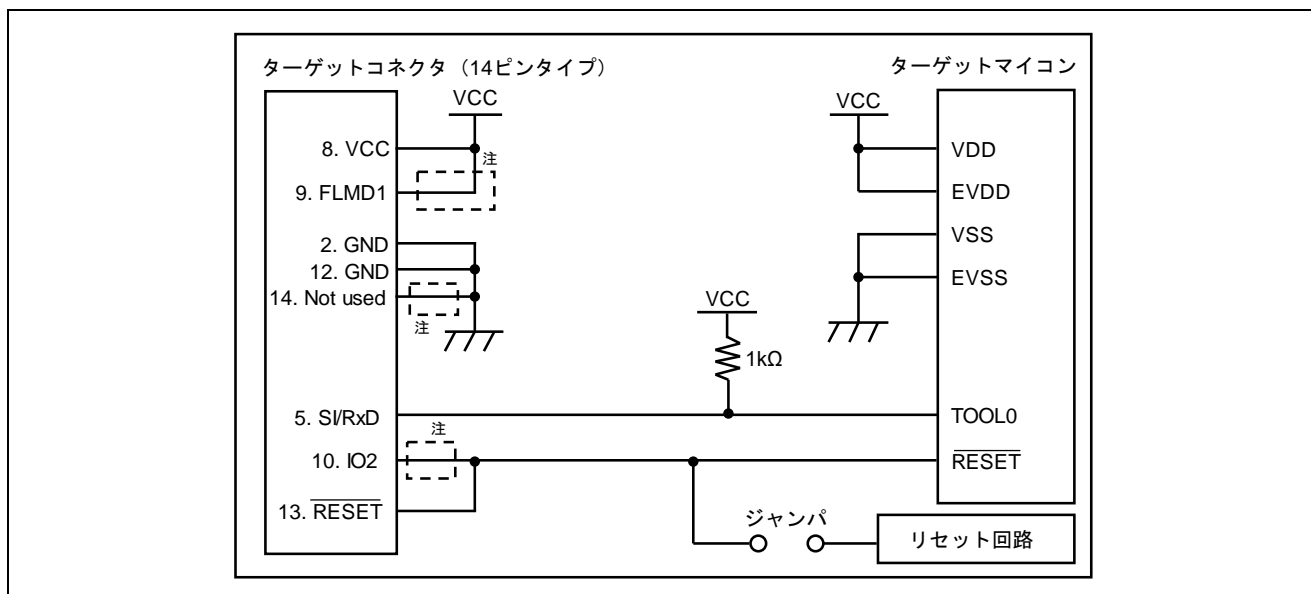 ターゲットコネクタ（14ピンタイプ）
ターゲットマイコン
VCC
VCC
8. VCC
注
VDD
9. FLMD1
EVDD
2. GND
VSS
12. GND
EVSS
14. Not used
注
VCC
1kΩ
5. SI/RxD
TOOL0
注
10. IO2
RESET
13. RESET
ジャンパ
リセット回路